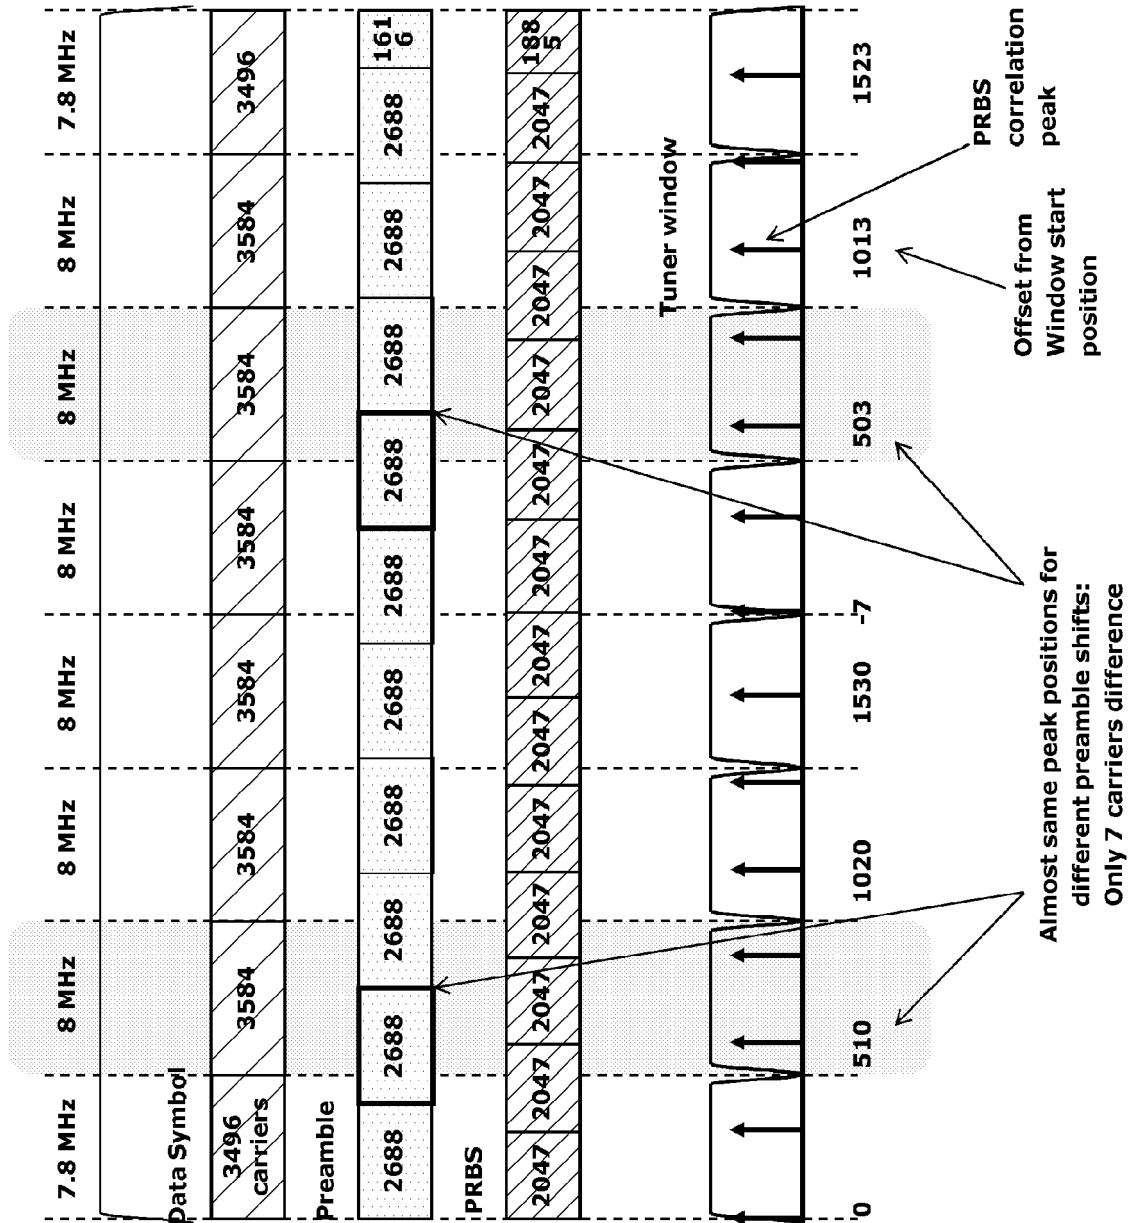 7.8 MHz
8 MHz
8 MHz
8 MHz
8 MHz
8 MHz
8 MHz
7.8 MHz
Data Symbol
3496
carriers
3584
3584
3584
3584
3584
3584
3496
Preamble
2688
2688
2688
2688
2688
2688
2688
2688
2688
2688
161
6
PRBS
2047
2047
2047
2047
2047
2047
2047
2047
2047
2047
2047
2047
2047
188
5
Tuner window
0
510
1020
1530
-7
503
1013
1523
Almost same peak positions for
different preamble shifts:
Only 7 carriers difference
Offset from
Window start
position
PRBS
correlation
peak